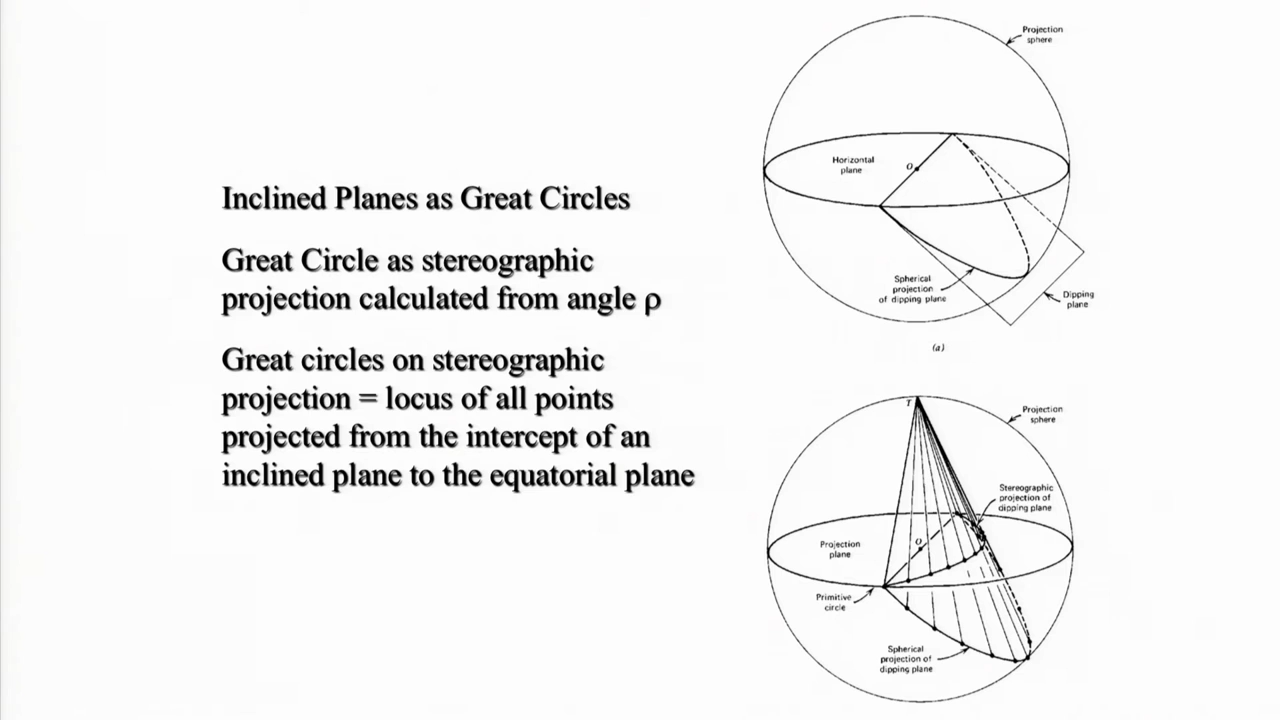 Inclined Planes as Great Circles
Great Circle as stereographic
projection calculated from angle ρ
Great circles on stereographic
projection = locus of all points
projected from the intercept of an
inclined plane to the equatorial plane
Projection
sphere
Horizontal
plane
O
Spherical
projection
of dipping plane
Dipping
plane
(a)
T
Projection
sphere
Stereographic
projection of
dipping plane
Projection
plane
O
Primitive
circle
Spherical
projection of
dipping plane